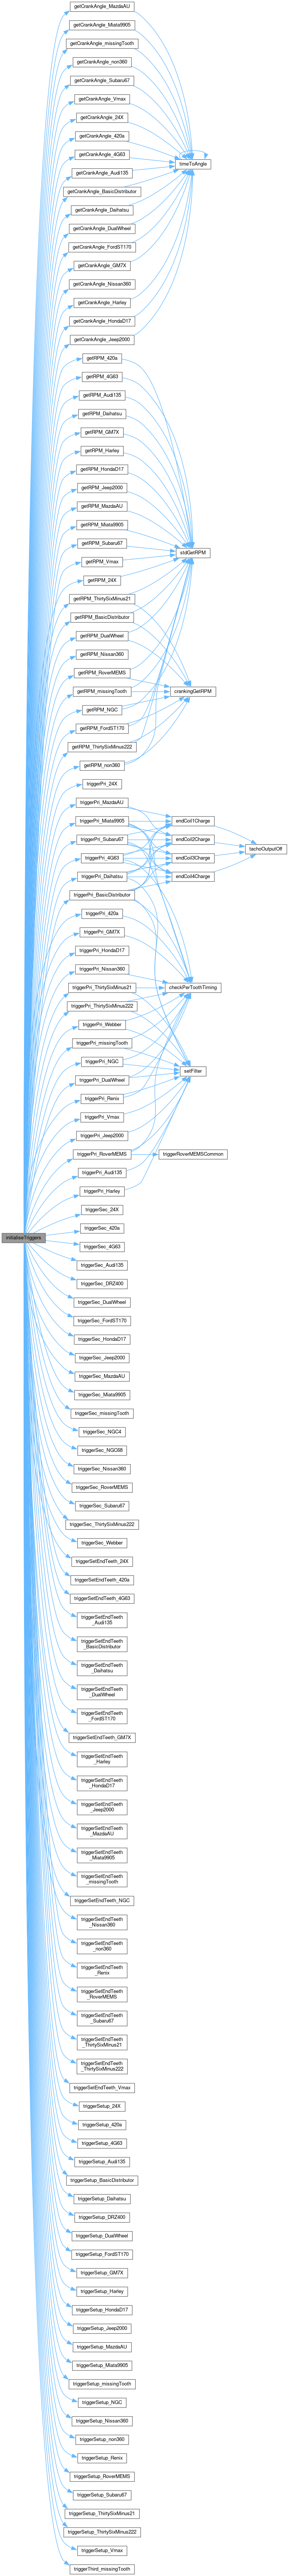 getCrankAngle_MazdaAU
getCrankAngle_Miata9905
getCrankAngle_missingTooth
getCrankAngle_non360
getCrankAngle_Subaru67
getCrankAngle_Vmax
getCrankAngle_24X
getCrankAngle_420a
getCrankAngle_4G63
timeToAngle
getCrankAngle_Audi135
getCrankAngle_BasicDistributor
getCrankAngle_Daihatsu
getCrankAngle_DualWheel
getCrankAngle_FordST170
getCrankAngle_GM7X
getCrankAngle_Nissan360
getCrankAngle_Harley
getCrankAngle_HondaD17
getCrankAngle_Jeep2000
getRPM_420a
getRPM_4G63
getRPM_Audi135
getRPM_Daihatsu
getRPM_GM7X
getRPM_Harley
getRPM_HondaD17
getRPM_Jeep2000
getRPM_MazdaAU
getRPM_Miata9905
getRPM_Subaru67
stdGetRPM
getRPM_Vmax
getRPM_24X
getRPM_ThirtySixMinus21
getRPM_BasicDistributor
getRPM_DualWheel
getRPM_Nissan360
getRPM_RoverMEMS
getRPM_missingTooth
crankingGetRPM
getRPM_NGC
getRPM_FordST170
getRPM_ThirtySixMinus222
getRPM_non360
triggerPri_24X
triggerPri_MazdaAU
triggerPri_Miata9905
endCoil1Charge
triggerPri_Subaru67
endCoil2Charge
tachoOutputOff
triggerPri_4G63
endCoil3Charge
triggerPri_Daihatsu
endCoil4Charge
triggerPri_BasicDistributor
triggerPri_420a
triggerPri_GM7X
triggerPri_HondaD17
triggerPri_Nissan360
triggerPri_ThirtySixMinus21
checkPerToothTiming
triggerPri_ThirtySixMinus222
triggerPri_Webber
triggerPri_missingTooth
triggerPri_NGC
setFilter
triggerPri_DualWheel
triggerPri_Renix
triggerPri_Vmax
triggerPri_Jeep2000
triggerPri_RoverMEMS
triggerRoverMEMSCommon
triggerPri_Audi135
triggerPri_Harley
triggerSec_24X
triggerSec_420a
initialiseTriggers
triggerSec_4G63
triggerSec_Audi135
triggerSec_DRZ400
triggerSec_DualWheel
triggerSec_FordST170
triggerSec_HondaD17
triggerSec_Jeep2000
triggerSec_MazdaAU
triggerSec_Miata9905
triggerSec_missingTooth
triggerSec_NGC4
triggerSec_NGC68
triggerSec_Nissan360
triggerSec_RoverMEMS
triggerSec_Subaru67
triggerSec_ThirtySixMinus222
triggerSec_Webber
triggerSetEndTeeth_24X
triggerSetEndTeeth_420a
triggerSetEndTeeth_4G63
triggerSetEndTeeth
_Audi135
triggerSetEndTeeth
_BasicDistributor
triggerSetEndTeeth
_Daihatsu
triggerSetEndTeeth
_DualWheel
triggerSetEndTeeth
_FordST170
triggerSetEndTeeth_GM7X
triggerSetEndTeeth
_Harley
triggerSetEndTeeth
_HondaD17
triggerSetEndTeeth
_Jeep2000
triggerSetEndTeeth
_MazdaAU
triggerSetEndTeeth
_Miata9905
triggerSetEndTeeth
_missingTooth
triggerSetEndTeeth_NGC
triggerSetEndTeeth
_Nissan360
triggerSetEndTeeth
_non360
triggerSetEndTeeth
_Renix
triggerSetEndTeeth
_RoverMEMS
triggerSetEndTeeth
_Subaru67
triggerSetEndTeeth
_ThirtySixMinus21
triggerSetEndTeeth
_ThirtySixMinus222
triggerSetEndTeeth_Vmax
triggerSetup_24X
triggerSetup_420a
triggerSetup_4G63
triggerSetup_Audi135
triggerSetup_BasicDistributor
triggerSetup_Daihatsu
triggerSetup_DRZ400
triggerSetup_DualWheel
triggerSetup_FordST170
triggerSetup_GM7X
triggerSetup_Harley
triggerSetup_HondaD17
triggerSetup_Jeep2000
triggerSetup_MazdaAU
triggerSetup_Miata9905
triggerSetup_missingTooth
triggerSetup_NGC
triggerSetup_Nissan360
triggerSetup_non360
triggerSetup_Renix
triggerSetup_RoverMEMS
triggerSetup_Subaru67
triggerSetup_ThirtySixMinus21
triggerSetup_ThirtySixMinus222
triggerSetup_Vmax
triggerThird_missingTooth